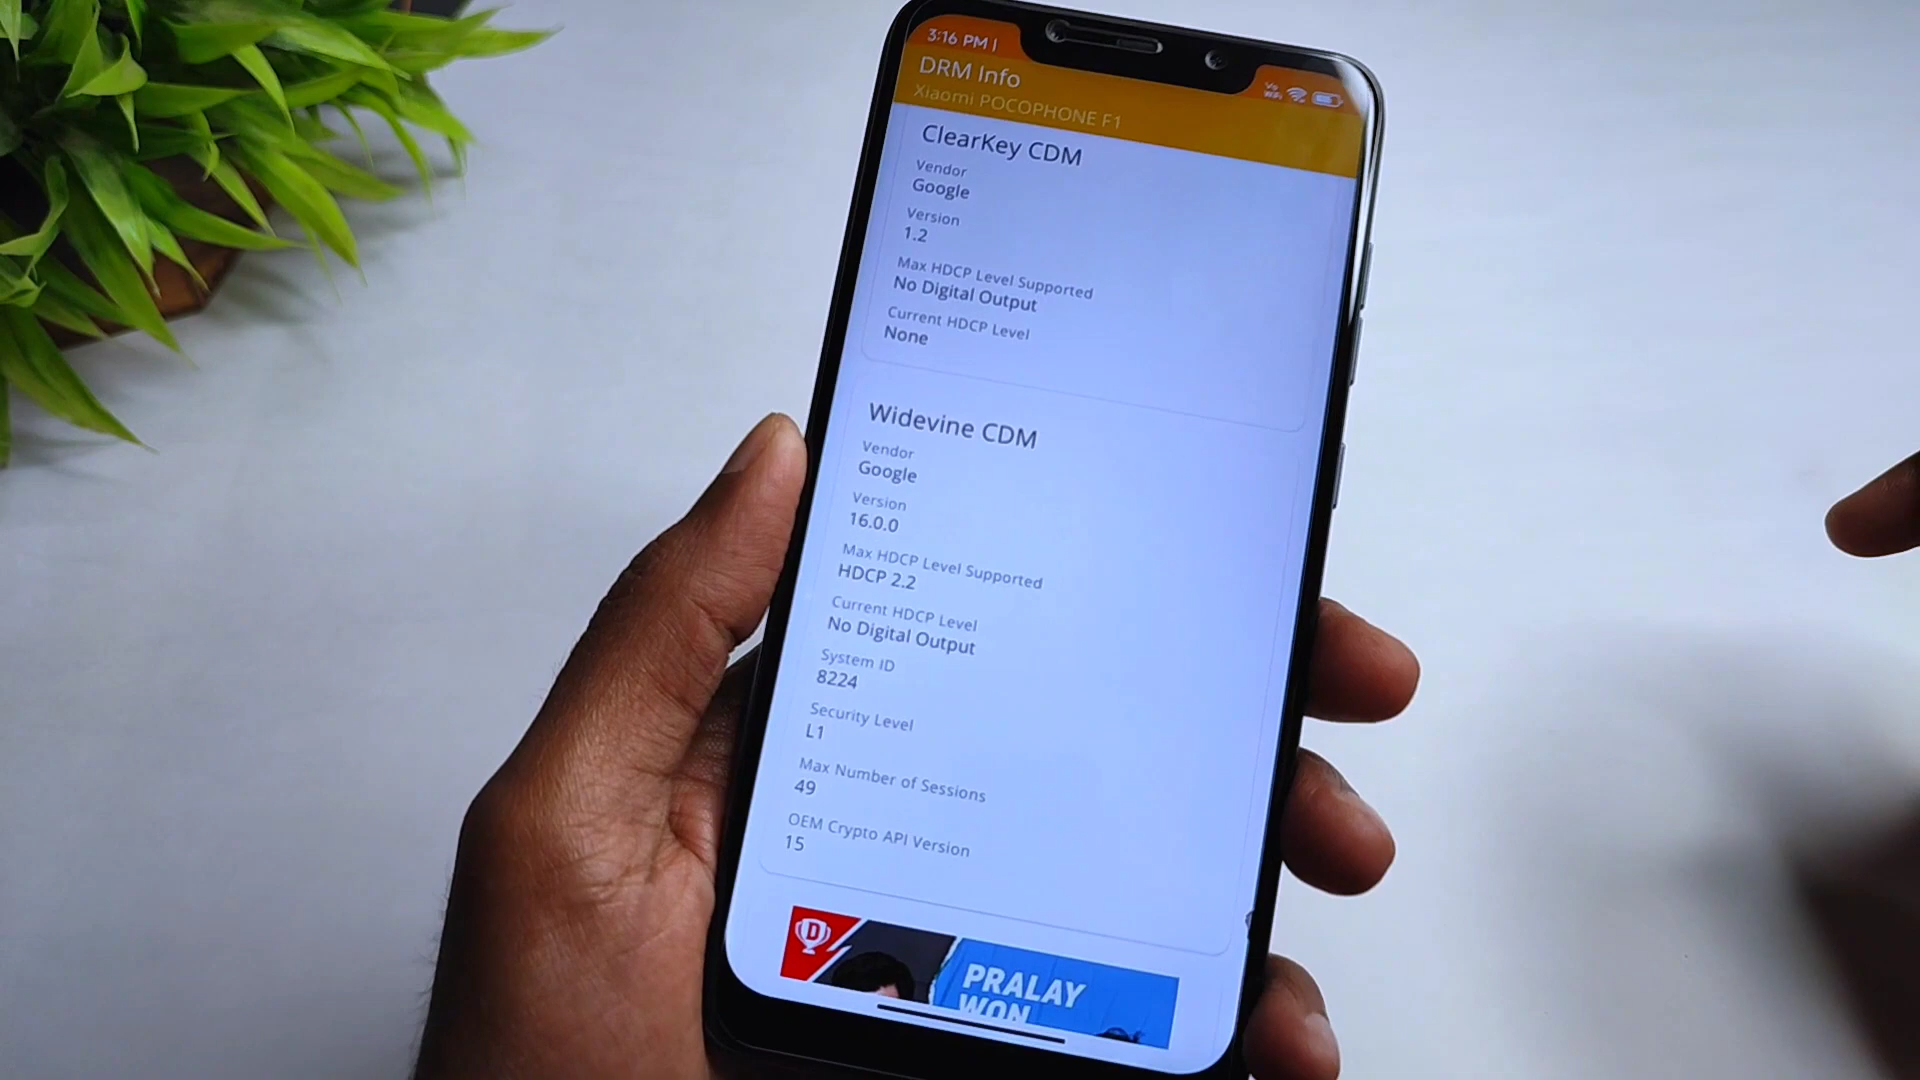 3:16 PM |
Vo
WiFi
DRM Info
Xiaomi POCOPHONE F1
ClearKey CDM
Vendor
Google
Version
1.2
Max HDCP Level Supported
No Digital Output
Current HDCP Level
None
Widevine CDM
Vendor
Google
Version
16.0.0
Max HDCP Level Supported
HDCP 2.2
Current HDCP Level
No Digital Output
System ID
8224
Security Level
L1
Max Number of Sessions
49
OEM Crypto API Version
15
D
PRALAY
WON